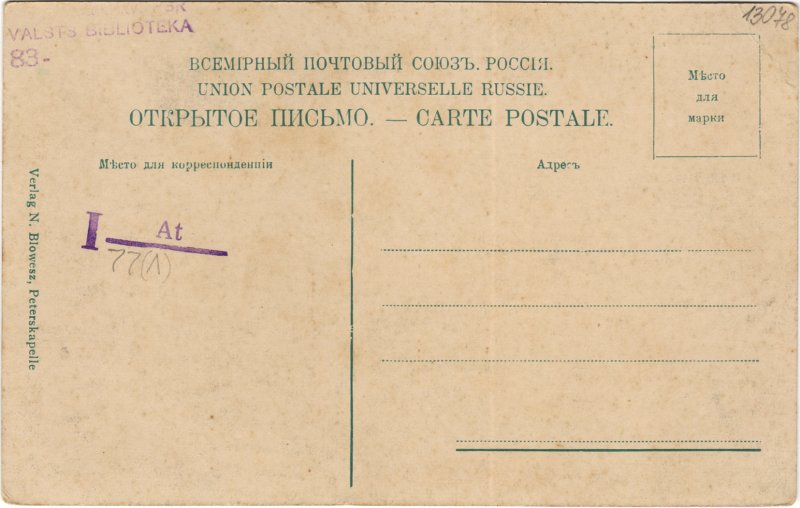 13078
VALSTS BIBLIOTEKA
83-
ВСЕМІРНЫЙ ПОЧТОВЫЙ СОЮЗЪ. РОССІЯ.
UNION POSTALE UNIVERSELLE RUSSIE.
ОТКРЫТОЕ ПИСЬМО. — CARTE POSTALE.
Мѣсто
для
марки
Мѣсто для корреспонденціи
Адресъ
I At
77(1)
Verlag N. Blowesz, Peterskapelle